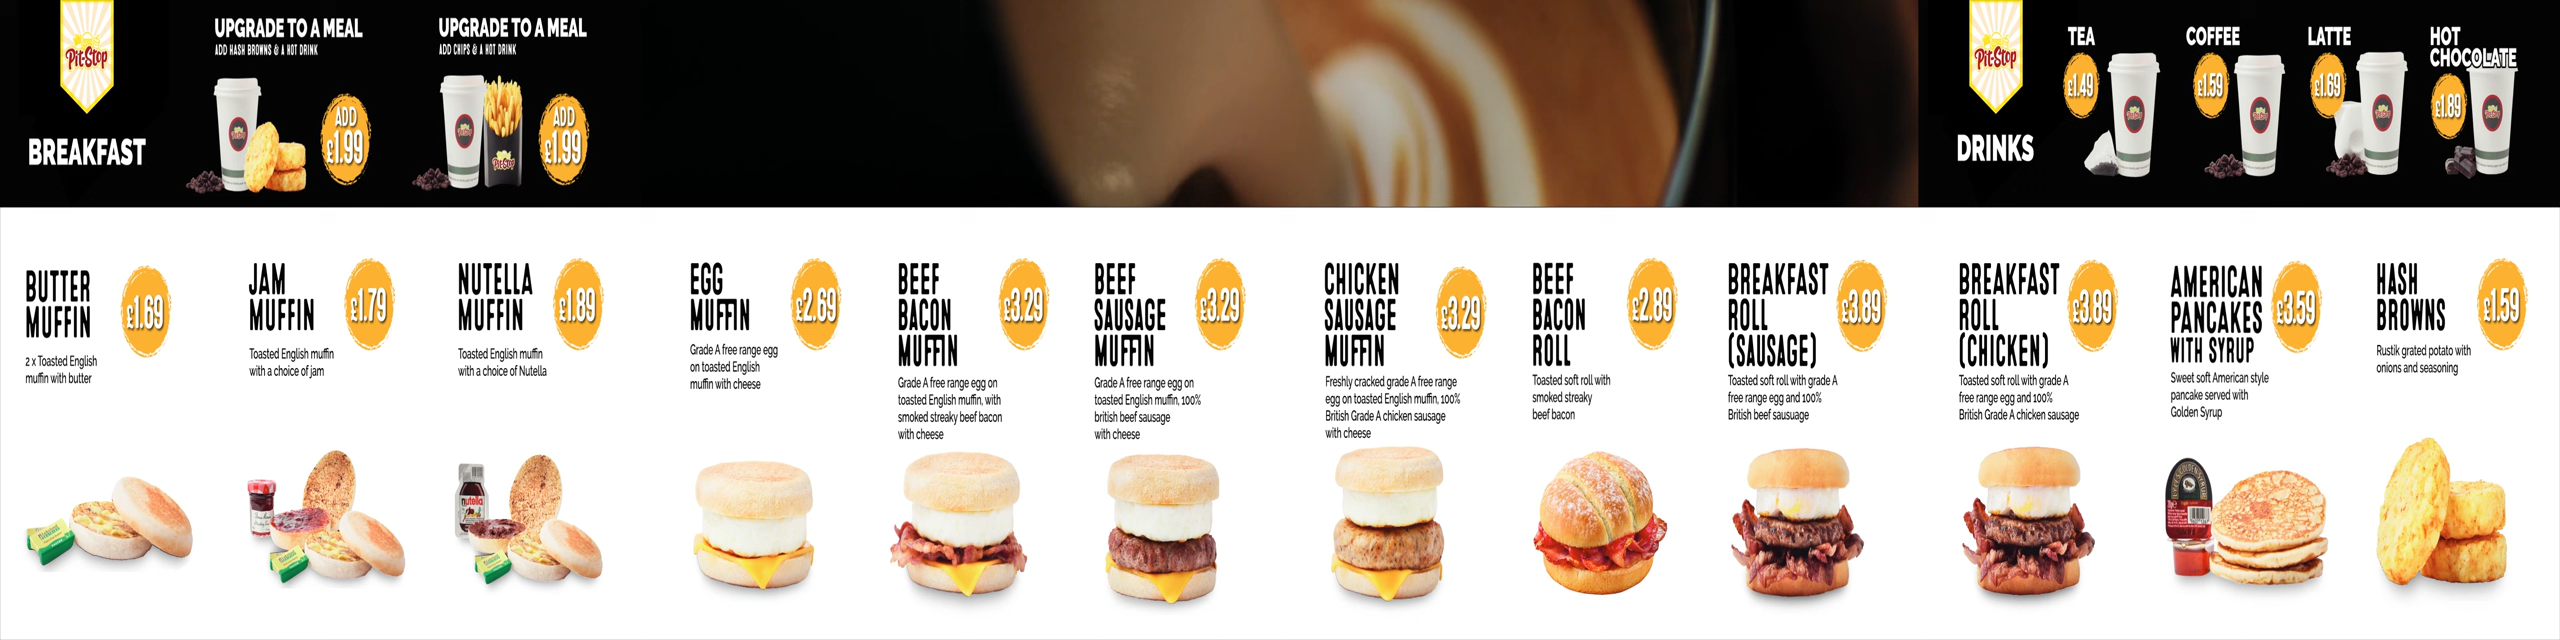 Pit-Stop
BREAKFAST
UPGRADE TO A MEAL
ADD HASH BROWNS & A HOT DRINK
ADD
£1.99
UPGRADE TO A MEAL
ADD CHIPS & A HOT DRINK
Pit-Stop
ADD
£1.99
Pit-Stop
DRINKS
TEA
£1.49
COFFEE
£1.59
LATTE
£1.69
HOT
CHOCOLATE
£1.89
BUTTER
MUFFIN
£1.69
2 x Toasted English
muffin with butter
JAM
MUFFIN
£1.79
Toasted English muffin
with a choice of jam
NUTELLA
MUFFIN
£1.89
Toasted English muffin
with a choice of Nutella
nutella
EGG
MUFFIN
£2.69
Grade A free range egg
on toasted English
muffin with cheese
BEEF
BACON
MUFFIN
£3.29
Grade A free range egg on
toasted English muffin, with
smoked streaky beef bacon
with cheese
BEEF
SAUSAGE
MUFFIN
£3.29
Grade A free range egg on
toasted English muffin, 100%
british beef sausage
with cheese
CHICKEN
SAUSAGE
MUFFIN
£3.29
Freshly cracked grade A free range
egg on toasted English muffin, 100%
British Grade A chicken sausage
with cheese
BEEF
BACON
ROLL
£2.89
Toasted soft roll with
smoked streaky
beef bacon
BREAKFAST
ROLL
(SAUSAGE)
£3.89
Toasted soft roll with grade A
free range egg and 100%
British beef sausuage
BREAKFAST
ROLL
(CHICKEN)
£3.89
Toasted soft roll with grade A
free range egg and 100%
British Grade A chicken sausage
AMERICAN
PANCAKES
WITH SYRUP
£3.59
Sweet soft American style
pancake served with
Golden Syrup
HASH
BROWNS
£1.59
Rustik grated potato with
onions and seasoning